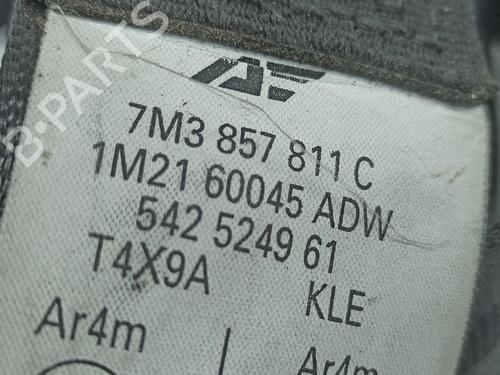 B-PARTS
7M3 857 811 C
1M21 60045 ADW
542 5249 61
T4X9A KLE
Ar4m Ar4m